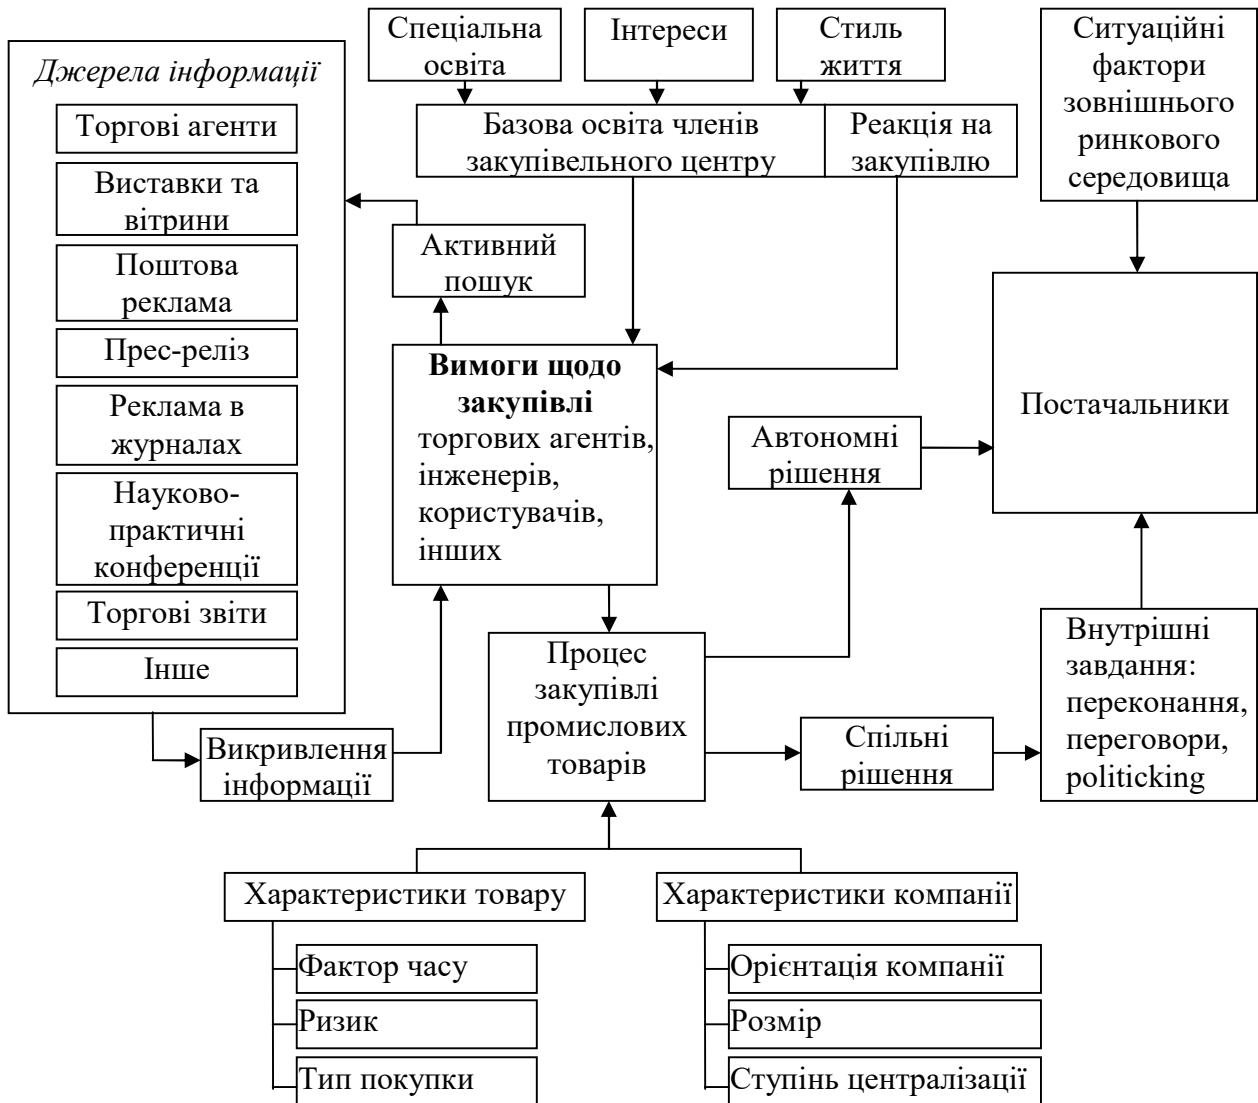 Спеціальна
освіта
Інтереси
Стиль
життя
Ситуаційні
фактори
зовнішнього
ринкового
середовища
Джерела інформації
Торгові агенти
Виставки та
вітрини
Поштова
реклама
Прес-реліз
Реклама в
журналах
Науково-
практичні
конференції
Торгові звіти
Інше
Базова освіта членів
закупівельного центру
Реакція на
закупівлю
Активний
пошук
Вимоги щодо
закупівлі
торгових агентів,
інженерів,
користувачів,
інших
Автономні
рішення
Постачальники
Викривлення
інформації
Процес
закупівлі
промислових
товарів
Спільні
рішення
Внутрішні
завдання:
переконання,
переговори,
politicking
Характеристики товару
Фактор часу
Ризик
Тип покупки
Характеристики компанії
Орієнтація компанії
Розмір
Ступінь централізації